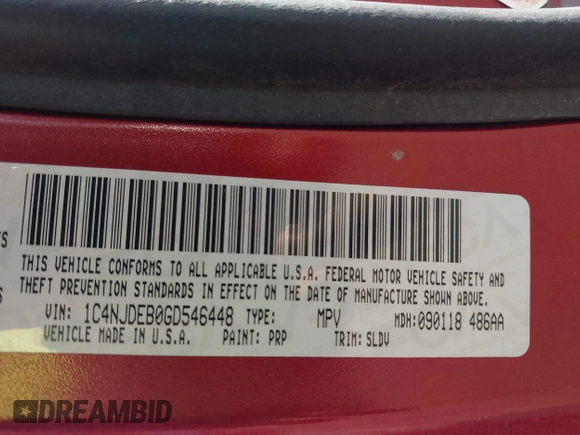 THIS VEHICLE CONFORMS TO ALL APPLICABLE U.S.A. FEDERAL MOTOR VEHICLE SAFETY AND
THEFT PREVENTION STANDARDS IN EFFECT ON THE DATE OF MANUFACTURE SHOWN ABOVE.
VIN: 1C4NJDEB0GD546448 TYPE: MPV MDH:090118 486AA
VEHICLE MADE IN U.S.A. PAINT: PRP TRIM: SLDV
DREAMBID